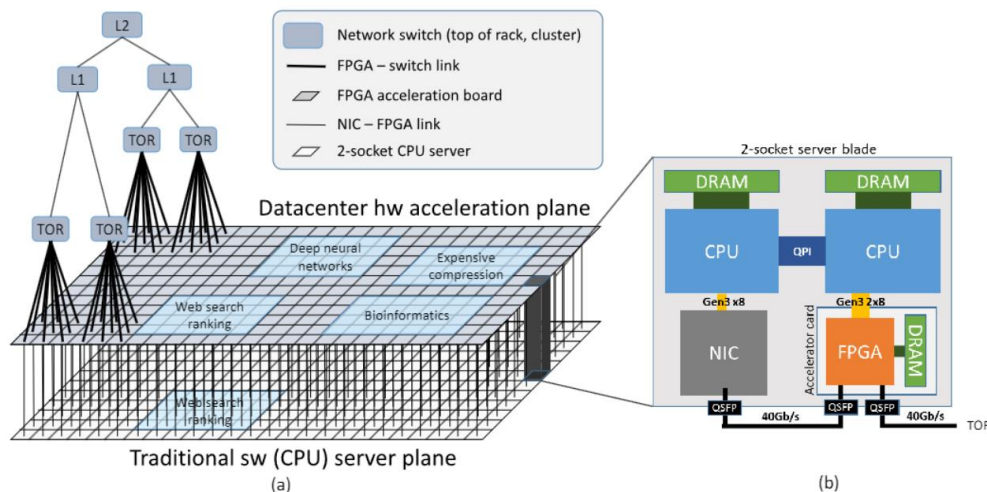 L2
L1
L1
TOR
TOR
TOR
TOR
Network switch (top of rack, cluster)
FPGA – switch link
FPGA acceleration board
NIC – FPGA link
2-socket CPU server
Datacenter hw acceleration plane
Deep neural
networks
Expensive
compression
Web search
ranking
Bioinformatics
Web search
ranking
Traditional sw (CPU) server plane
(a)
2-socket server blade
DRAM
DRAM
CPU
QPI
CPU
Gen3 x8
Gen3 2x8
NIC
Accelerator card
FPGA
DRAM
QSFP
QSFP
QSFP
40Gb/s
40Gb/s
TOR
(b)